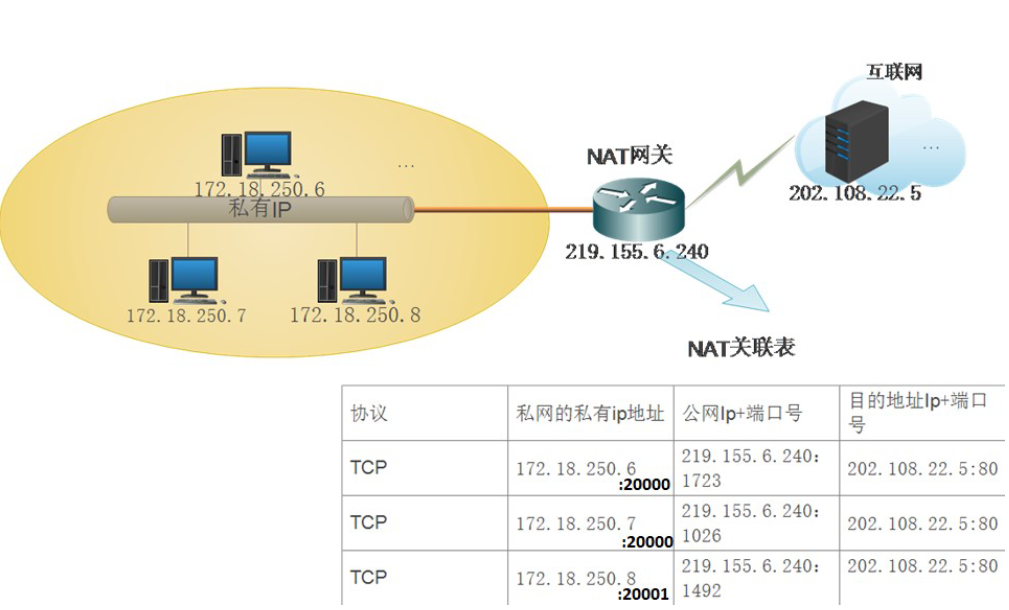 互联网
...
NAT网关
...
172.18.250.6
202.108.22.5
私有IP
219.155.6.240
172.18.250.7
172.18.250.8
NAT关联表
协议
私网的私有ip地址
公网Ip+端口号
目的地址Ip+端口
号
TCP
172.18.250.6
:20000
219.155.6.240:
1723
202.108.22.5:80
TCP
172.18.250.7
:20000
219.155.6.240:
1026
202.108.22.5:80
TCP
172.18.250.8
:20001
219.155.6.240:
1492
202.108.22.5:80